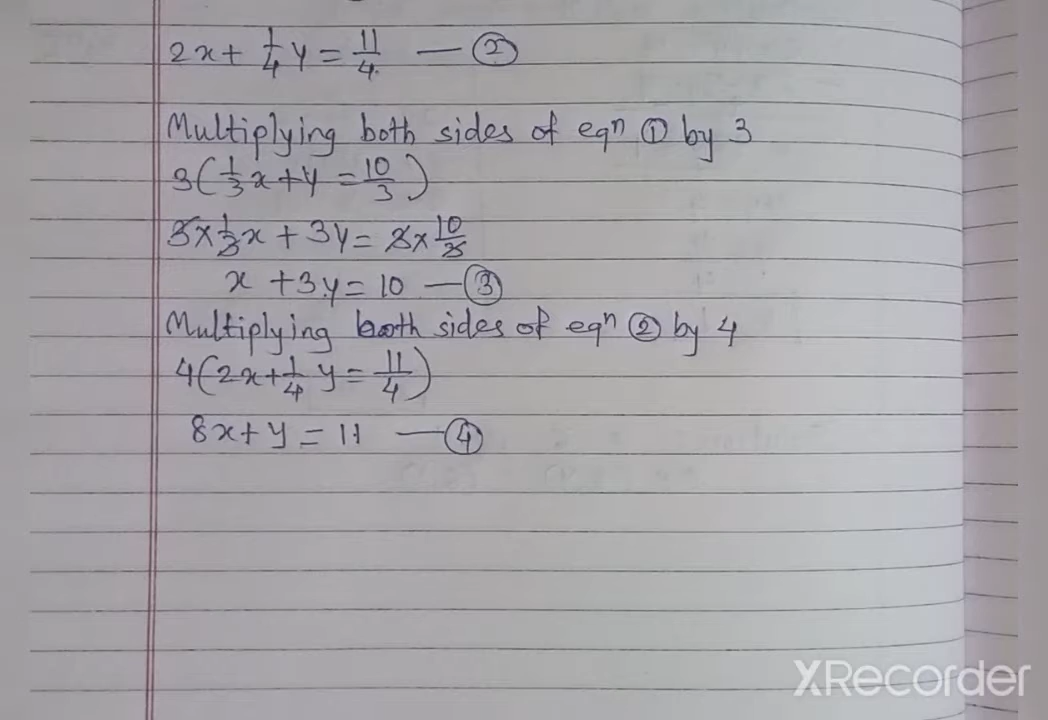 2x + 1/4 y = 11/4 — ②
Multiplying both sides of eqⁿ ① by 3
3(1/3 x + y = 10/3)
3 × 1/3 x + 3y = 3 × 10/3
x + 3y = 10 — ③
Multiplying both sides of eqⁿ ② by 4
4(2x + 1/4 y = 11/4)
8x + y = 11 — ④
XRecorder